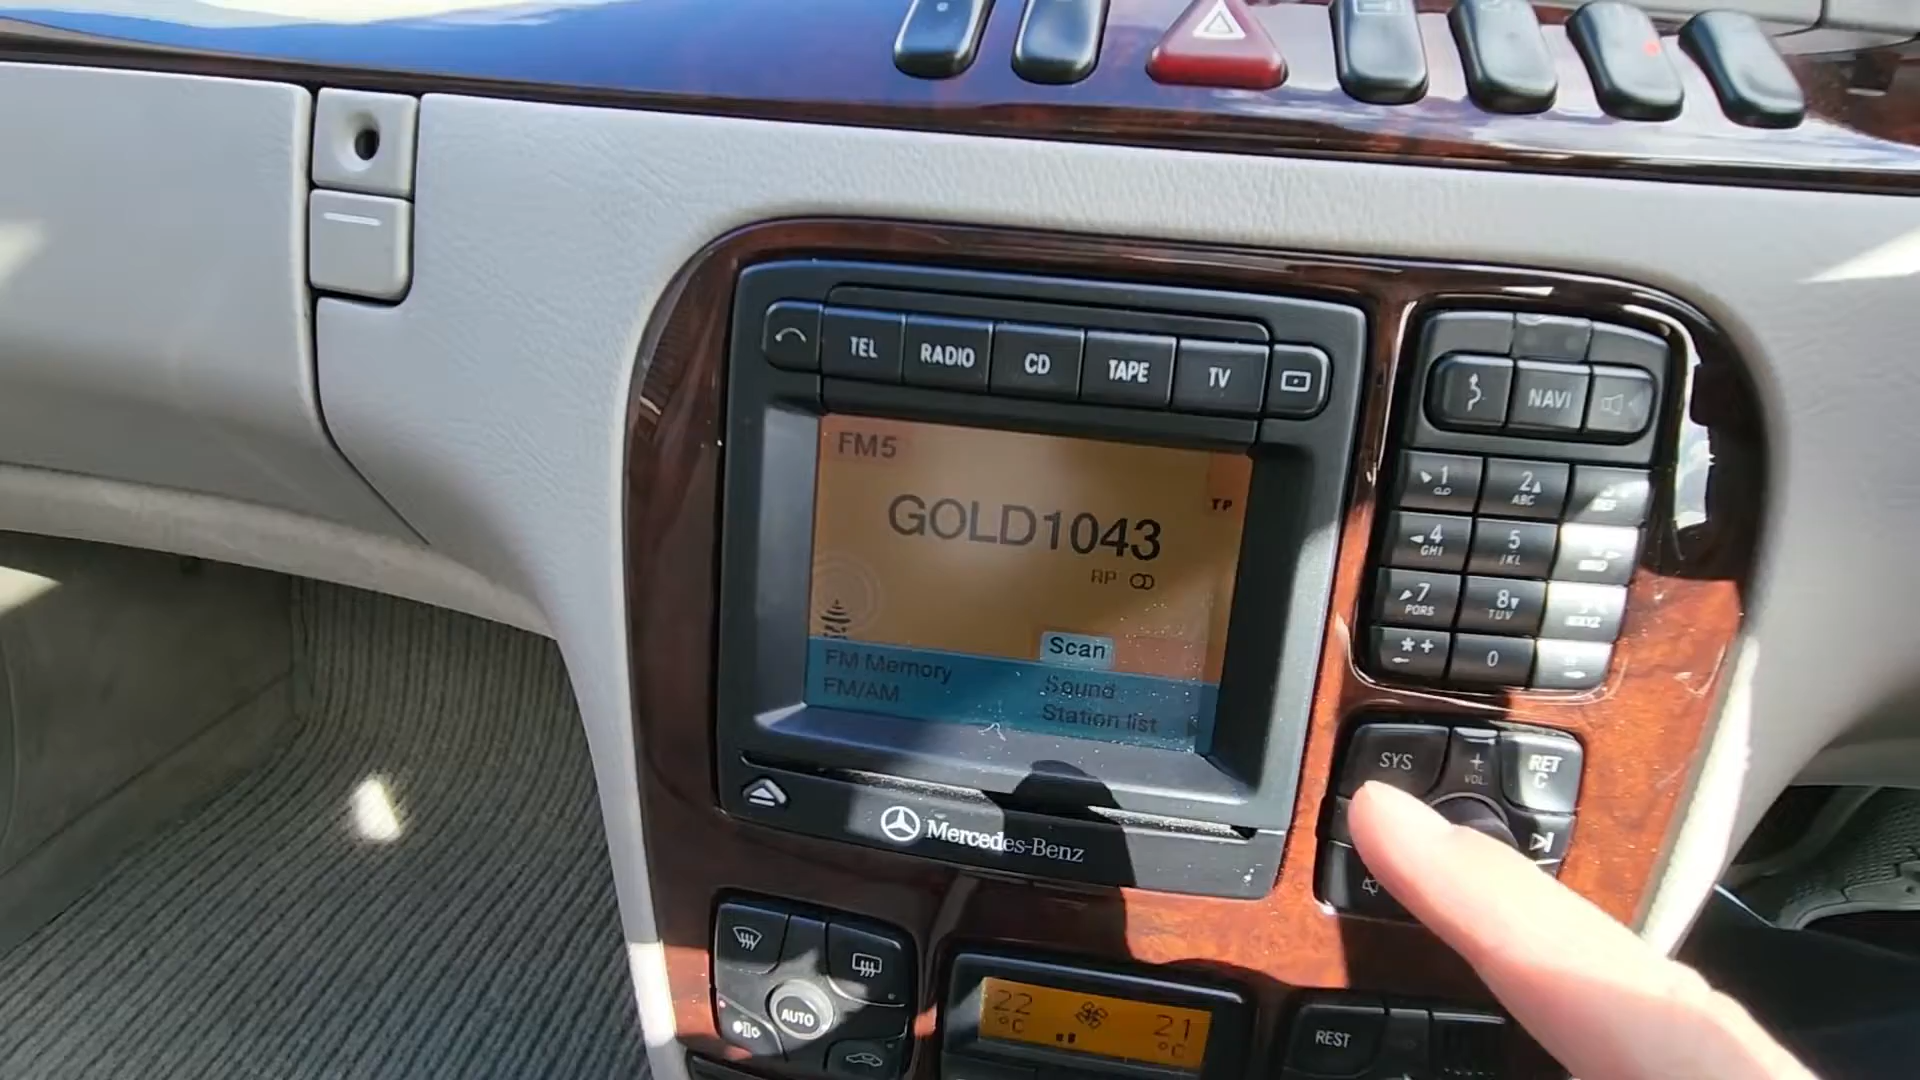 TEL RADIO CD TAPE TV
NAVI
FM5
TP
GOLD1043
RP
Scan
FM Memory
FM/AM
Sound
Station list
1
2 ABC
4 GHI
5 JKL
7 PQRS
8 TUV
* +
0
SYS
+ VOL
RET
C
Mercedes-Benz
AUTO
22 °C
21 °C
REST